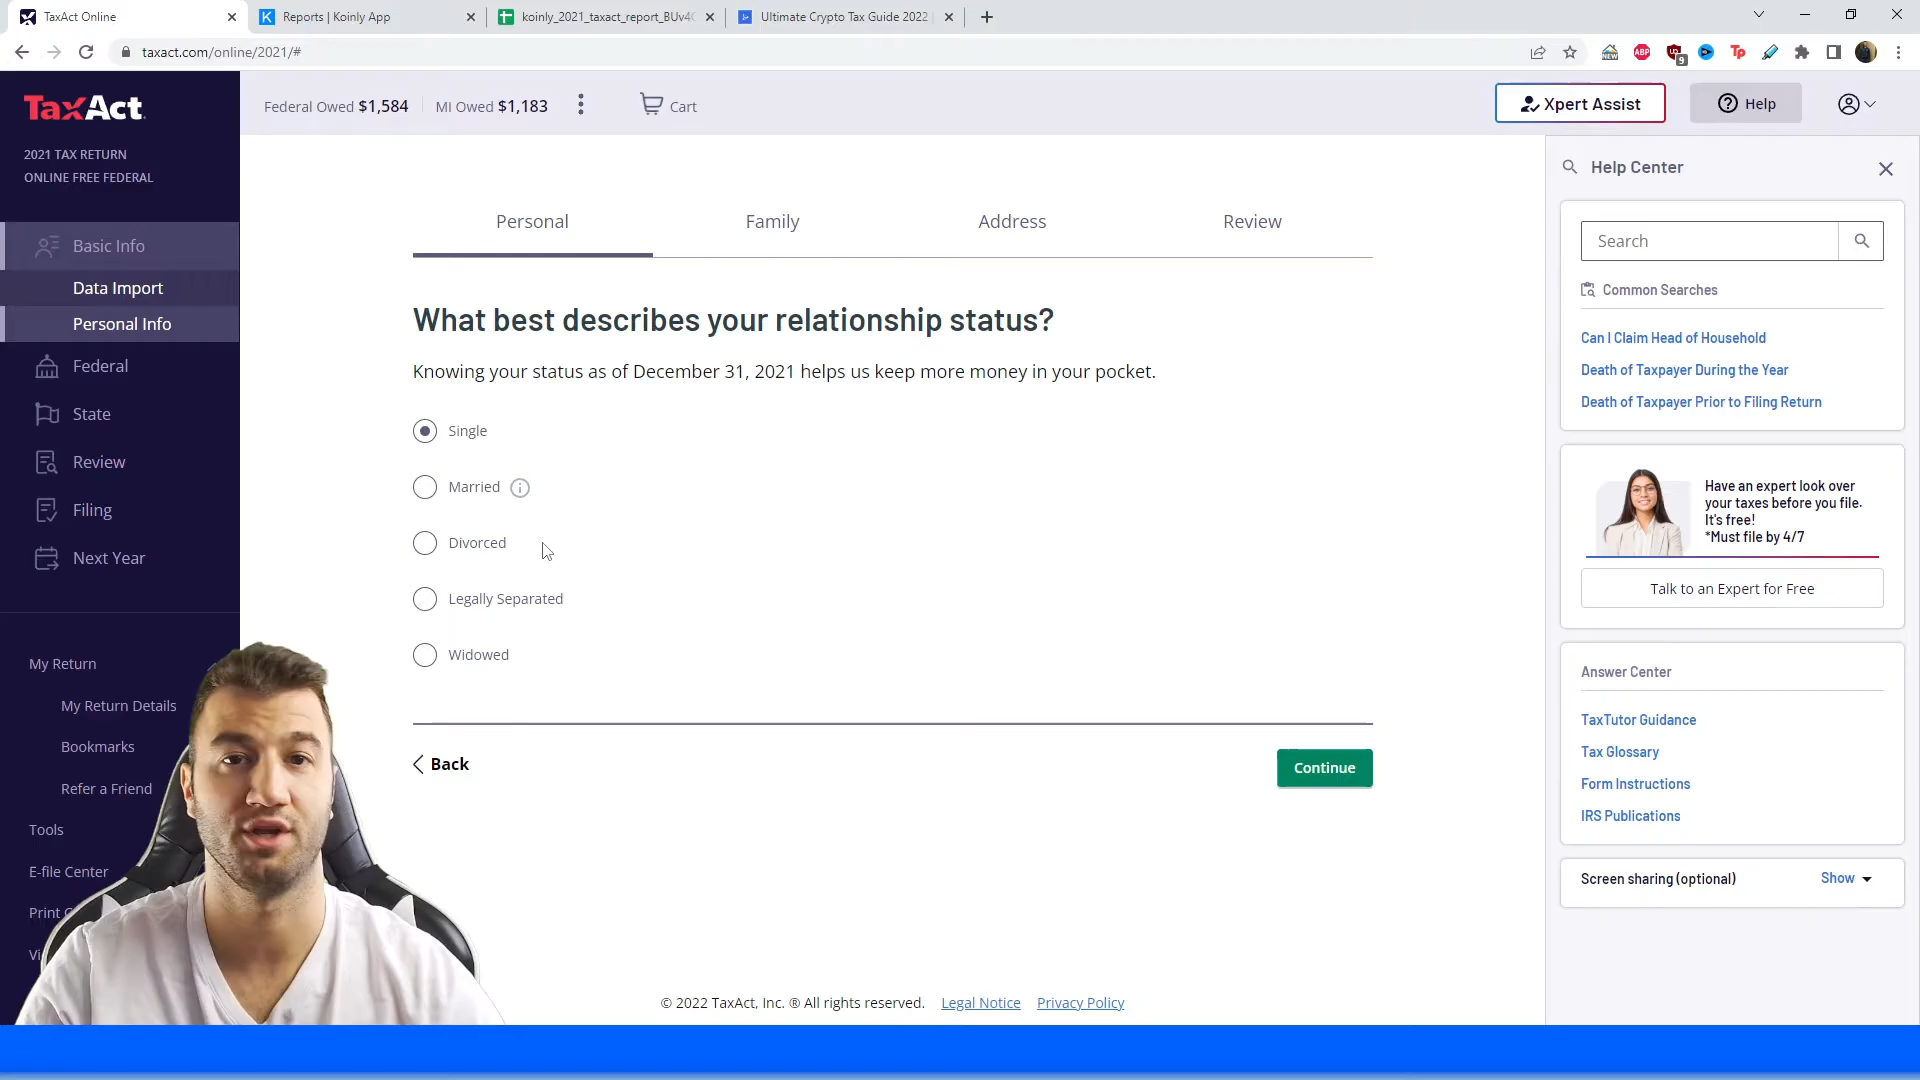 TaxAct Online
Reports | Koinly App
koinly_2021_taxact_report_BUv4
Ultimate Crypto Tax Guide 2022
taxact.com/online/2021/#
NEW
ABP
9
Tp
TaxAct
Federal Owed $1,584
MI Owed $1,183
Cart
Xpert Assist
Help
2021 TAX RETURN
ONLINE FREE FEDERAL
Basic Info
Data Import
Personal Info
Federal
State
Review
Filing
Next Year
My Return
My Return Details
Bookmarks
Refer a Friend
Tools
E-file Center
Print
Personal
Family
Address
Review
What best describes your relationship status?
Knowing your status as of December 31, 2021 helps us keep more money in your pocket.
Single
Married
Divorced
Legally Separated
Widowed
Back
Continue
© 2022 TaxAct, Inc. ® All rights reserved. Legal Notice Privacy Policy
Help Center
Search
Common Searches
Can I Claim Head of Household
Death of Taxpayer During the Year
Death of Taxpayer Prior to Filing Return
Have an expert look over
your taxes before you file.
It's free!
*Must file by 4/7
Talk to an Expert for Free
Answer Center
TaxTutor Guidance
Tax Glossary
Form Instructions
IRS Publications
Screen sharing (optional)
Show